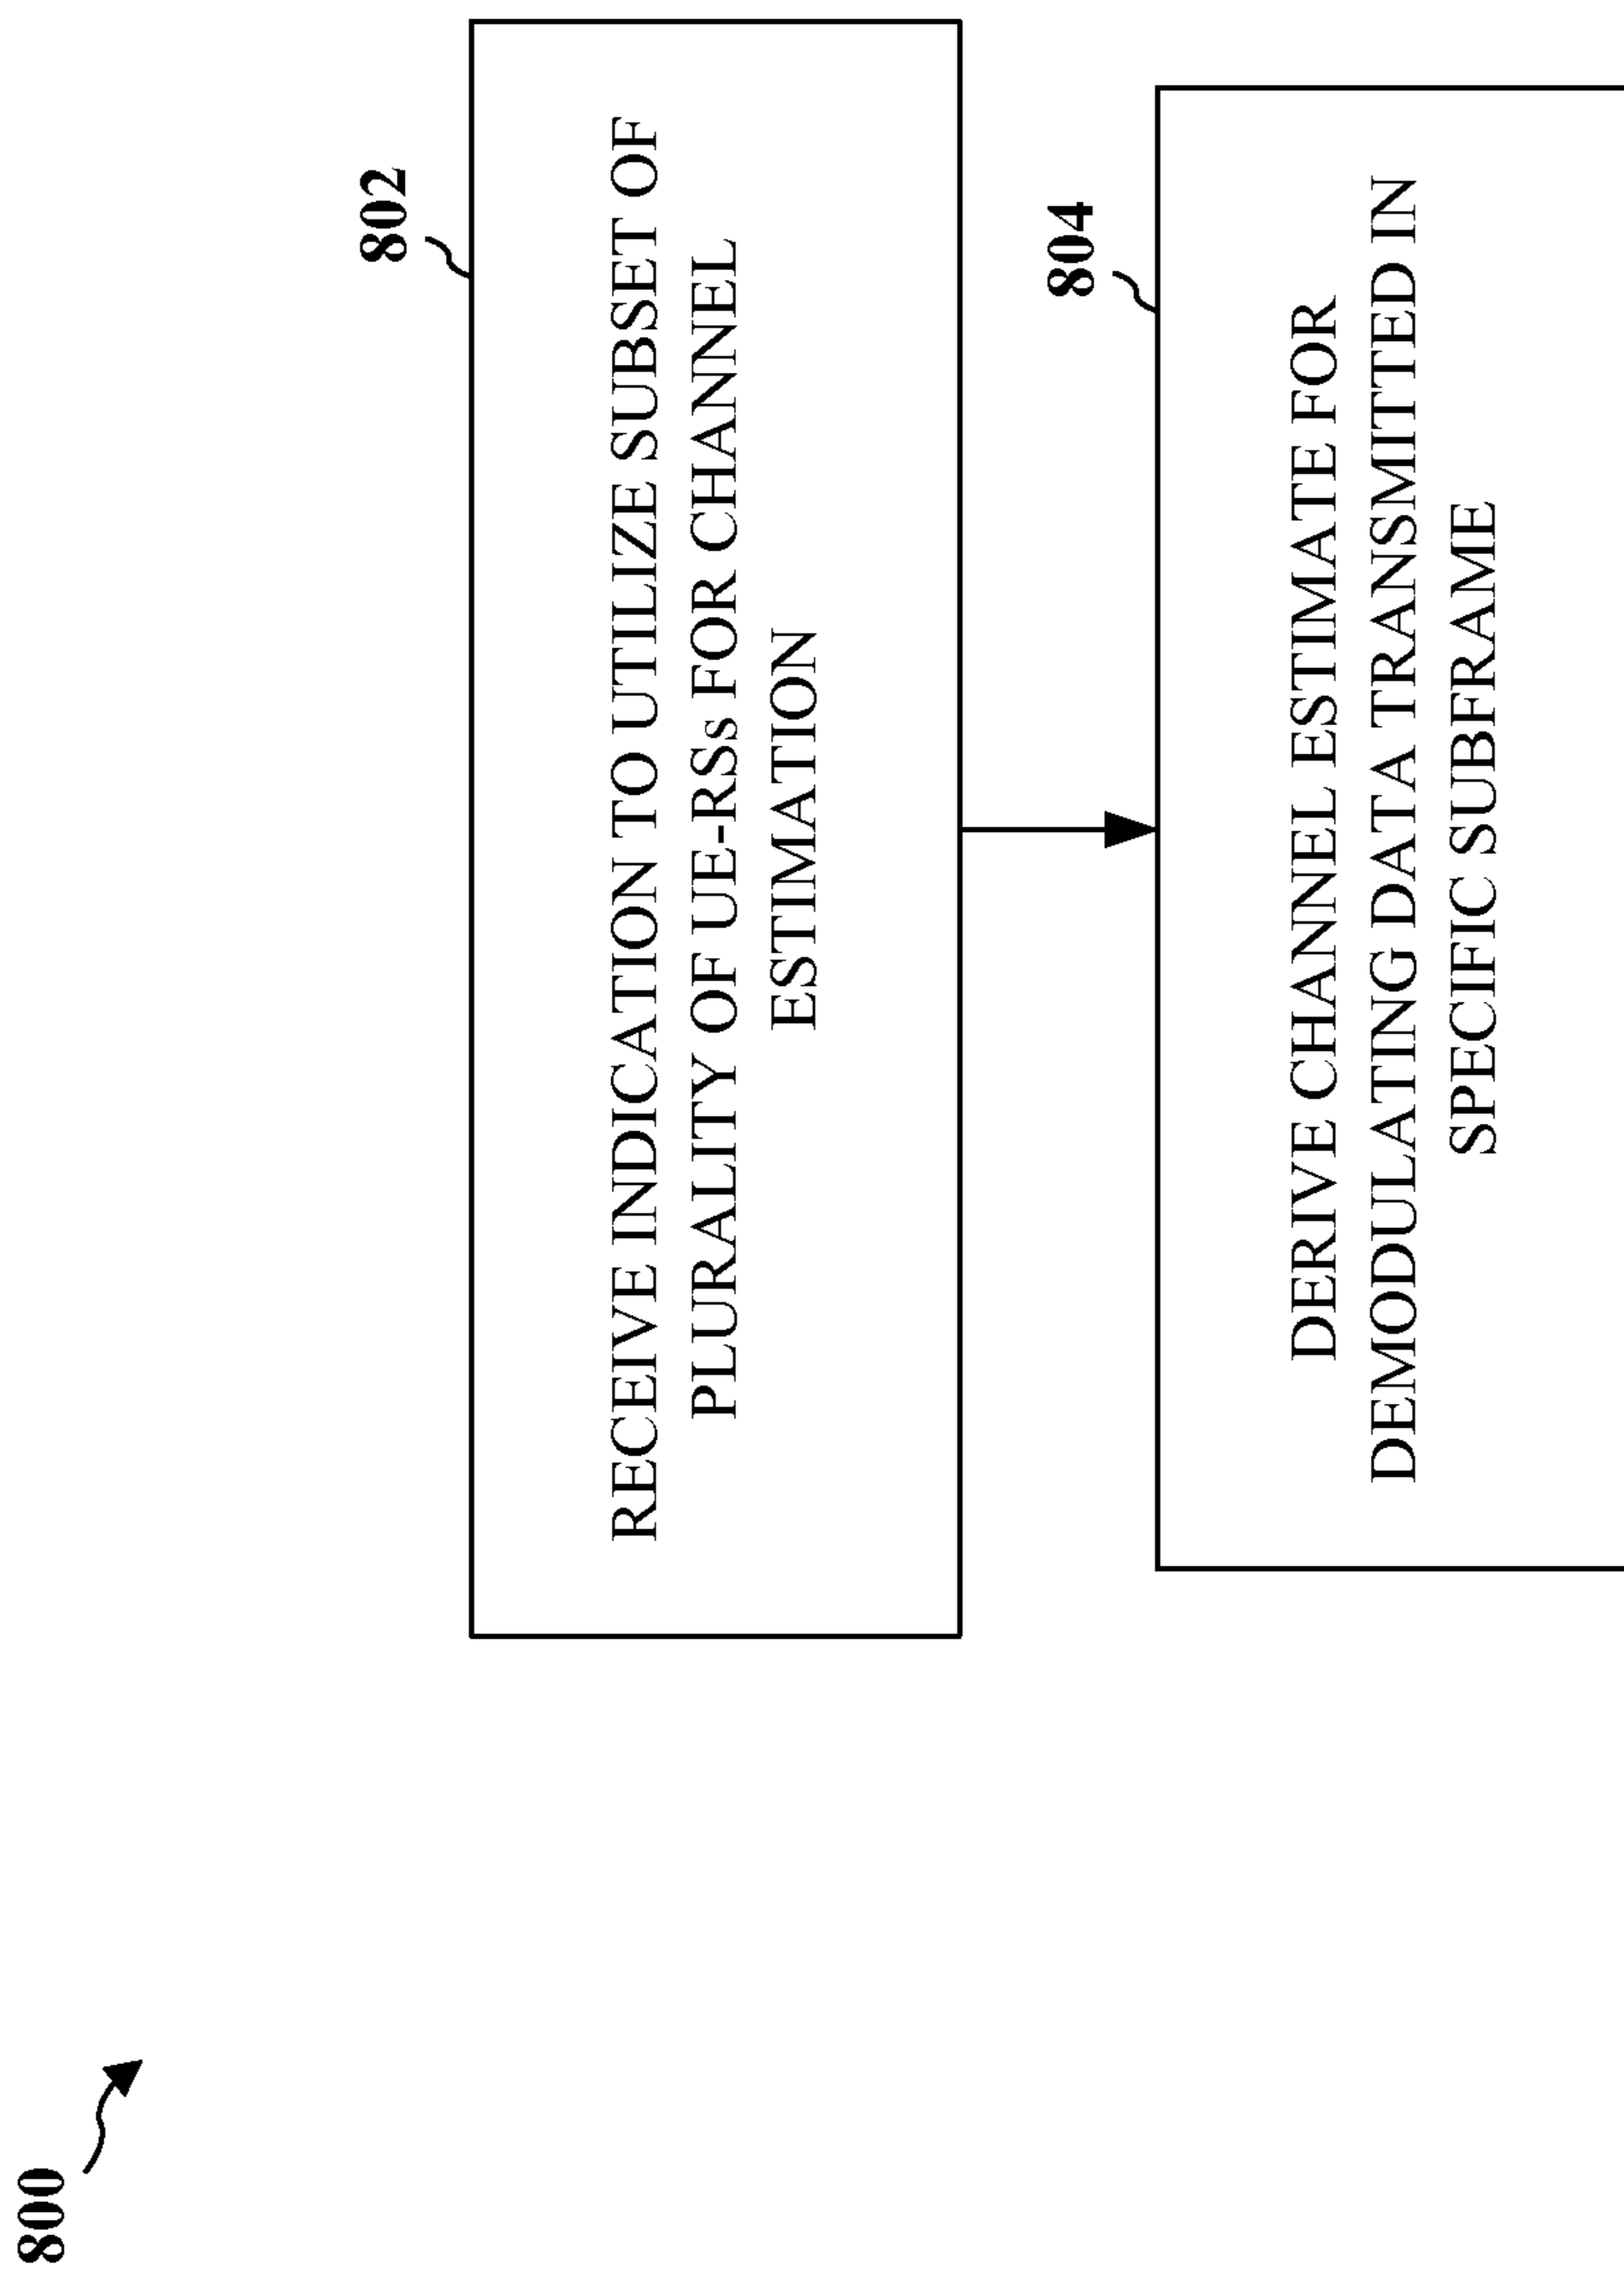 800
802
RECEIVE INDICATION TO UTILIZE SUBSET OF
PLURALITY OF UE-RSs FOR CHANNEL
ESTIMATION
804
DERIVE CHANNEL ESTIMATE FOR
DEMODULATING DATA TRANSMITTED IN
SPECIFIC SUBFRAME